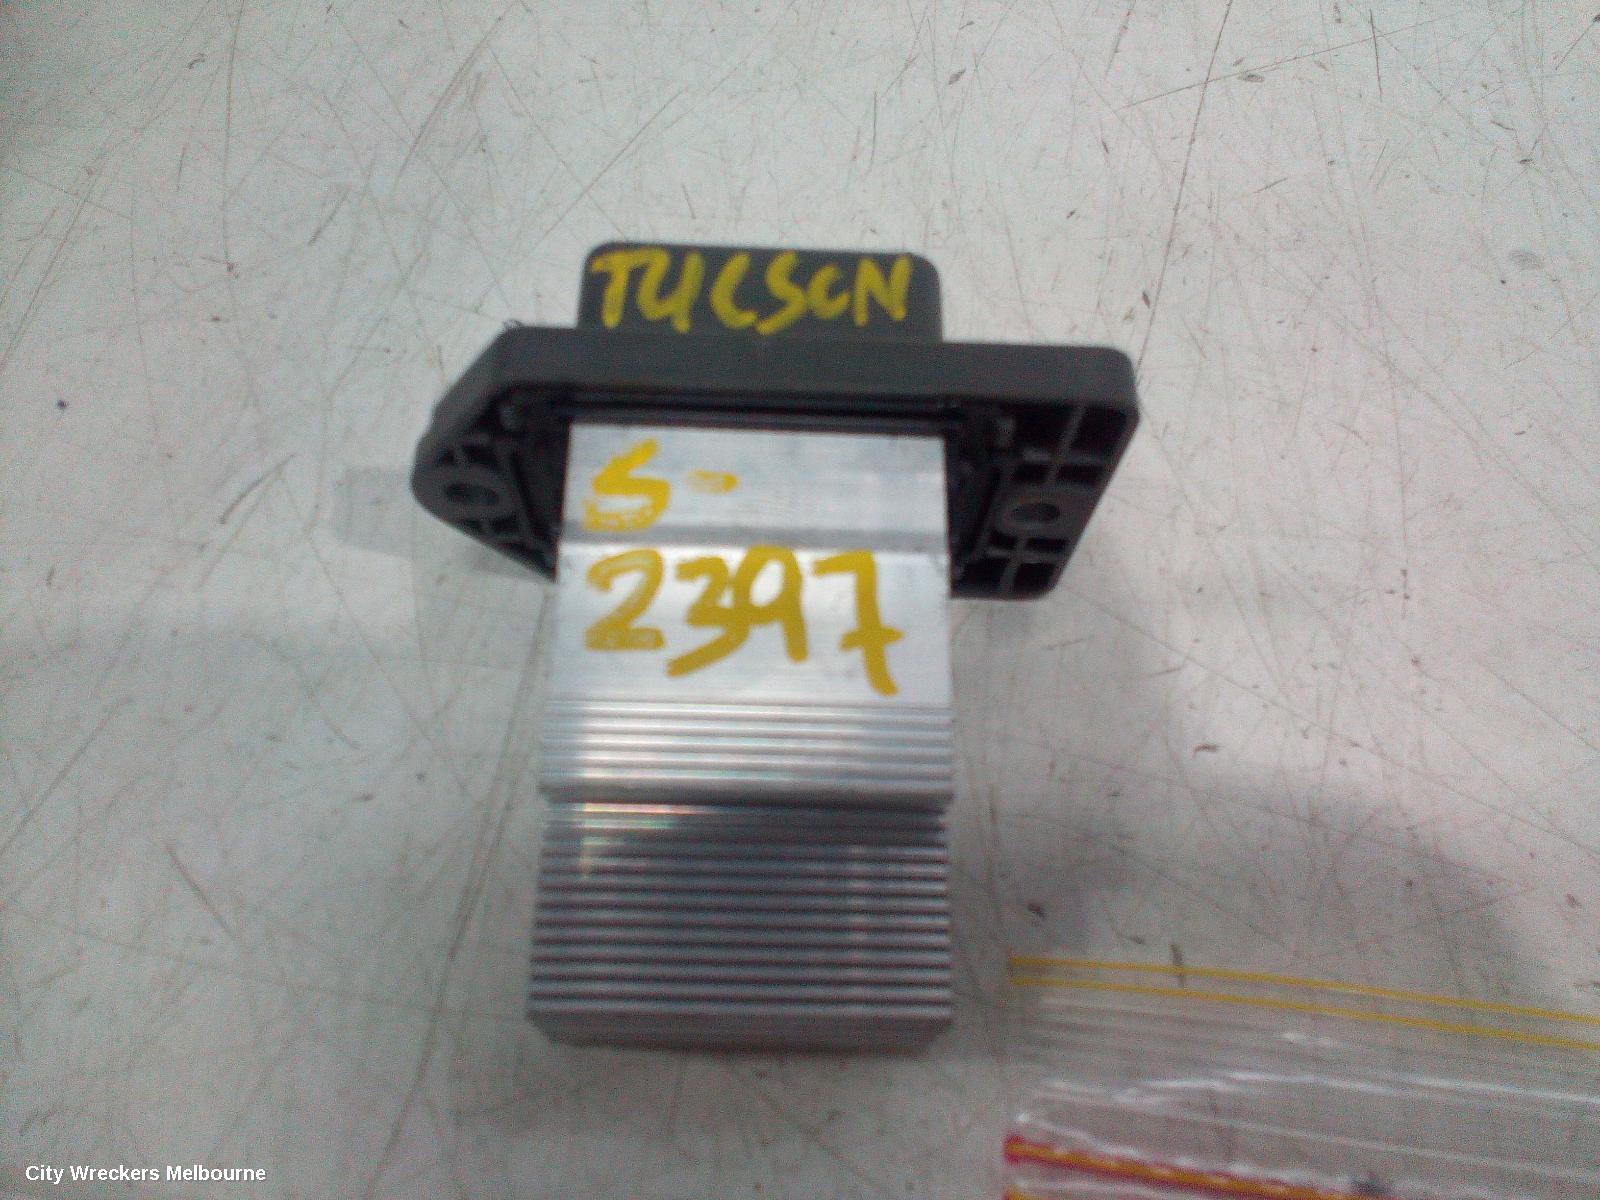 TUCSON
S-
2397
City Wreckers Melbourne